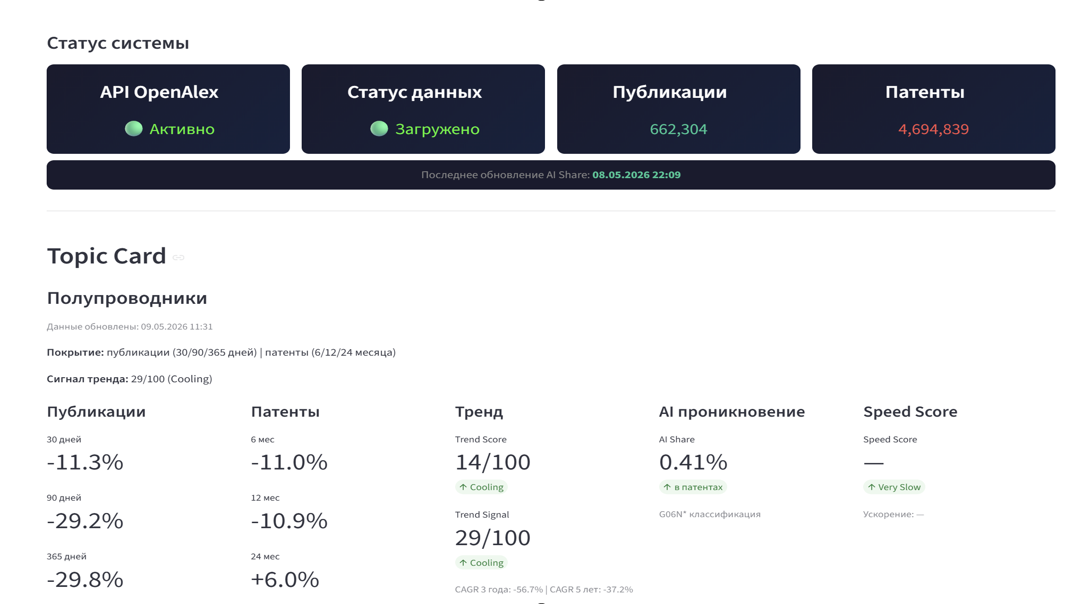 Статус системы
API OpenAlex
Активно
Статус данных
Загружено
Публикации
662,304
Патенты
4,694,839
Последнее обновление AI Share: 08.05.2026 22:09
Topic Card
Полупроводники
Данные обновлены: 09.05.2026 11:31
Покрытие: публикации (30/90/365 дней) | патенты (6/12/24 месяца)
Сигнал тренда: 29/100 (Cooling)
Публикации
30 дней
-11.3%
90 дней
-29.2%
365 дней
-29.8%
Патенты
6 мес
-11.0%
12 мес
-10.9%
24 мес
+6.0%
Тренд
Trend Score
14/100
↑ Cooling
Trend Signal
29/100
↑ Cooling
CAGR 3 года: -56.7% | CAGR 5 лет: -37.2%
AI проникновение
AI Share
0.41%
↑ в патентах
G06N* классификация
Speed Score
Speed Score
—
↑ Very Slow
Ускорение: —